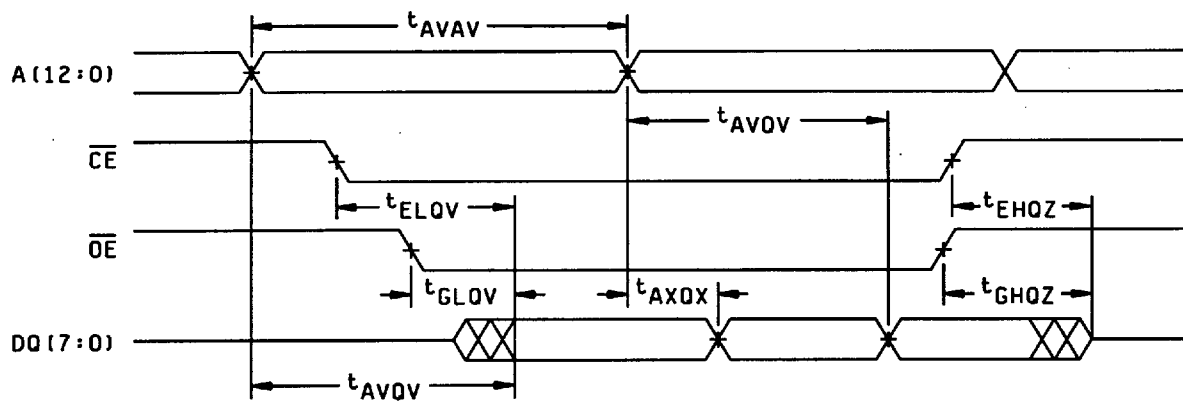 tAVAV
A(12:0)
tAVQV
CE
tELQV
tEHQZ
OE
tGLQV
tAXQX
tGHQZ
DQ(7:0)
tAVQV